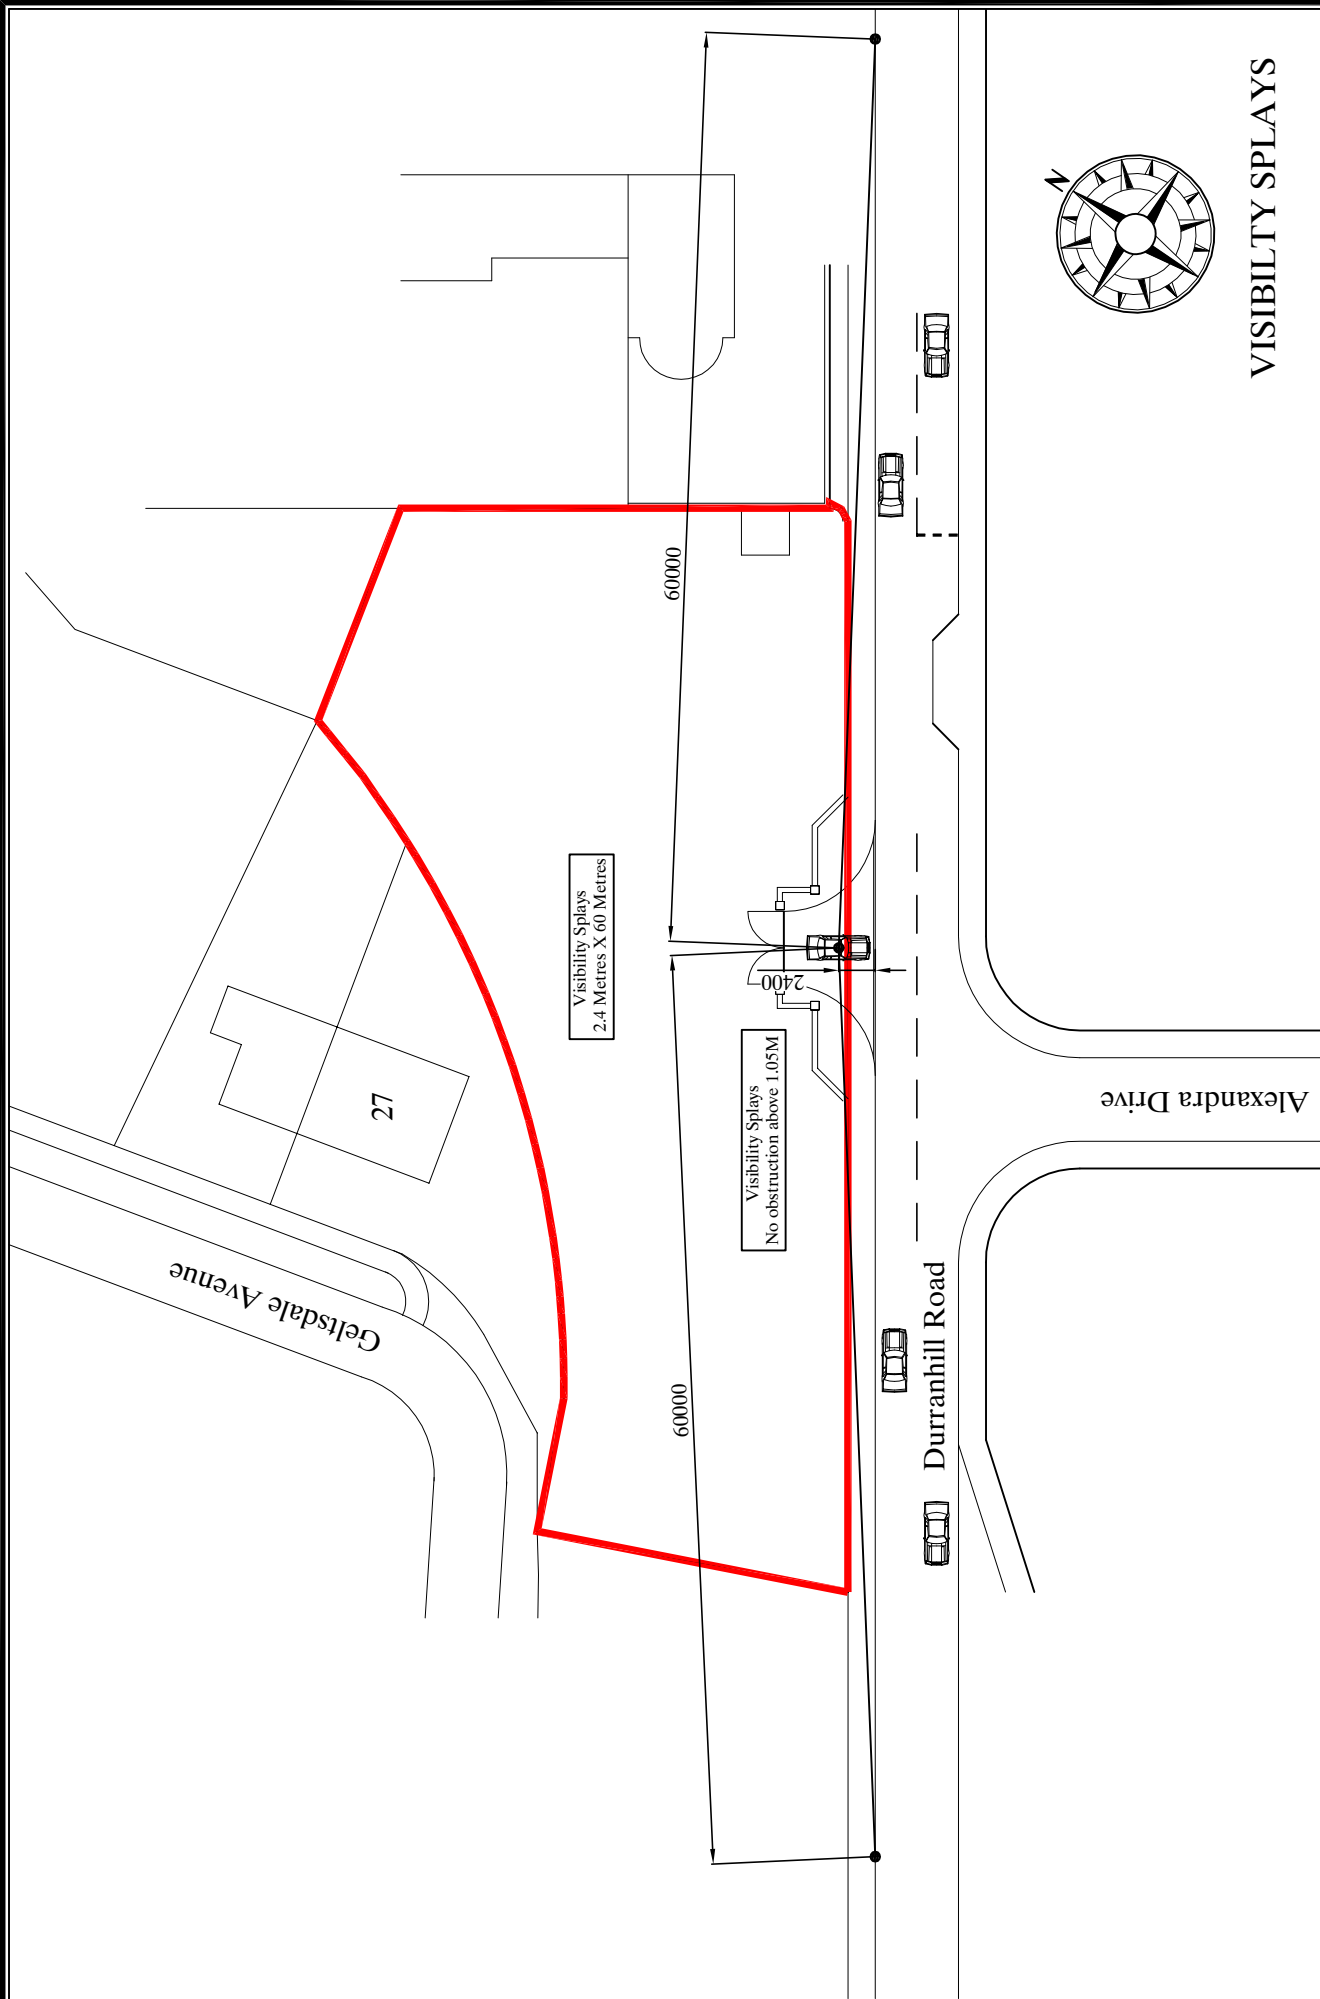 VISIBILTY SPLAYS
N
60000
Visibility Splays
2.4 Metres X 60 Metres
2400
Visibility Splays
No obstruction above 1.05M
27
Geltsdale Avenue
60000
Durranhill Road
Alexandra Drive